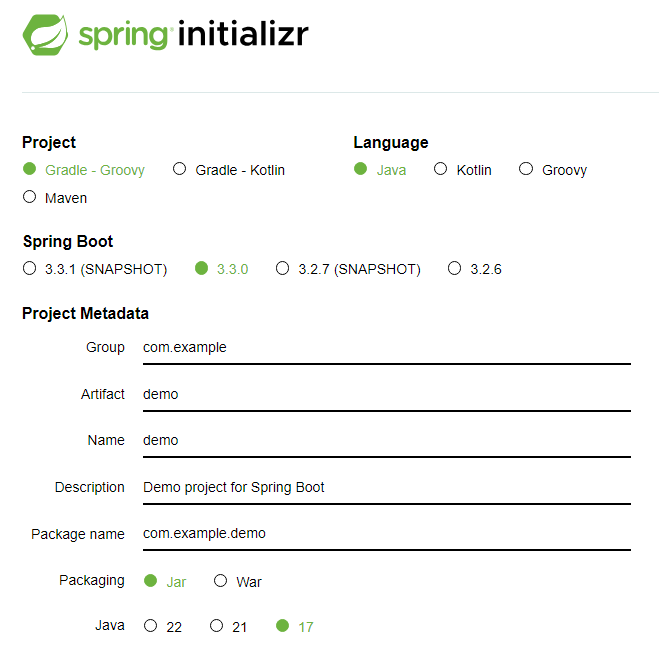 spring initializr
Project
Gradle - Groovy Gradle - Kotlin
Maven
Language
Java Kotlin Groovy
Spring Boot
3.3.1 (SNAPSHOT) 3.3.0 3.2.7 (SNAPSHOT) 3.2.6
Project Metadata
Group com.example
Artifact demo
Name demo
Description Demo project for Spring Boot
Package name com.example.demo
Packaging Jar War
Java 22 21 17